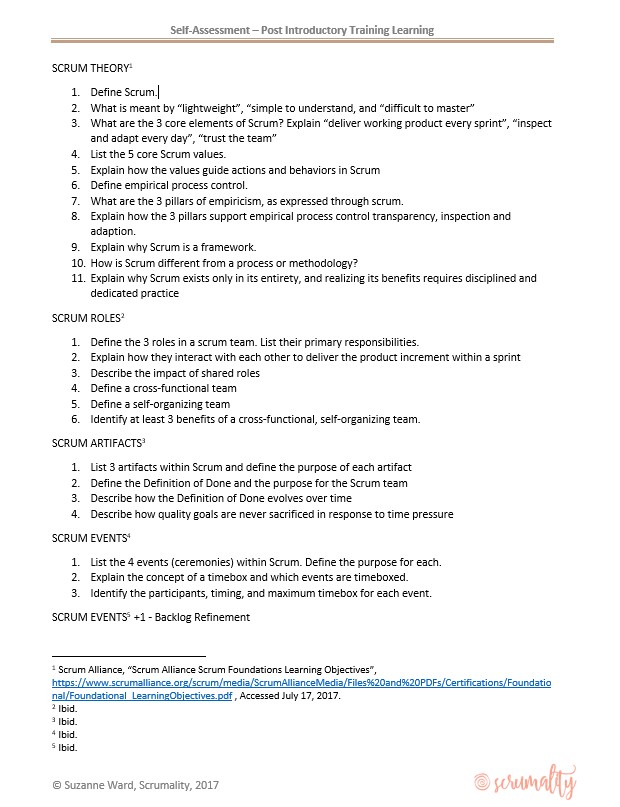 Self-Assessment – Post Introductory Training Learning
SCRUM THEORY¹
1. Define Scrum.
2. What is meant by “lightweight”, “simple to understand, and “difficult to master”
3. What are the 3 core elements of Scrum? Explain “deliver working product every sprint”, “inspect
and adapt every day”, “trust the team”
4. List the 5 core Scrum values.
5. Explain how the values guide actions and behaviors in Scrum
6. Define empirical process control.
7. What are the 3 pillars of empiricism, as expressed through scrum.
8. Explain how the 3 pillars support empirical process control transparency, inspection and
adaption.
9. Explain why Scrum is a framework.
10. How is Scrum different from a process or methodology?
11. Explain why Scrum exists only in its entirety, and realizing its benefits requires disciplined and
dedicated practice
SCRUM ROLES²
1. Define the 3 roles in a scrum team. List their primary responsibilities.
2. Explain how they interact with each other to deliver the product increment within a sprint
3. Describe the impact of shared roles
4. Define a cross-functional team
5. Define a self-organizing team
6. Identify at least 3 benefits of a cross-functional, self-organizing team.
SCRUM ARTIFACTS³
1. List 3 artifacts within Scrum and define the purpose of each artifact
2. Define the Definition of Done and the purpose for the Scrum team
3. Describe how the Definition of Done evolves over time
4. Describe how quality goals are never sacrificed in response to time pressure
SCRUM EVENTS⁴
1. List the 4 events (ceremonies) within Scrum. Define the purpose for each.
2. Explain the concept of a timebox and which events are timeboxed.
3. Identify the participants, timing, and maximum timebox for each event.
SCRUM EVENTS⁵ +1 - Backlog Refinement
¹ Scrum Alliance, “Scrum Alliance Scrum Foundations Learning Objectives”,
https://www.scrumalliance.org/scrum/media/ScrumAllianceMedia/Files%20and%20PDFs/Certifications/Foundatio
nal/Foundational_LearningObjectives.pdf , Accessed July 17, 2017.
² Ibid.
³ Ibid.
⁴ Ibid.
⁵ Ibid.
© Suzanne Ward, Scrumality, 2017
scrumality